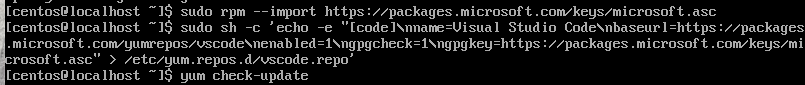 [centos@localhost ~]$ sudo rpm --import https://packages.microsoft.com/keys/microsoft.asc
[centos@localhost ~]$ sudo sh -c 'echo -e "[code]\nname=Visual Studio Code\nbaseurl=https://packages
.microsoft.com/yumrepos/vscode\nenabled=1\ngpgcheck=1\ngpgkey=https://packages.microsoft.com/keys/mi
crosoft.asc" > /etc/yum.repos.d/vscode.repo'
[centos@localhost ~]$ yum check-update